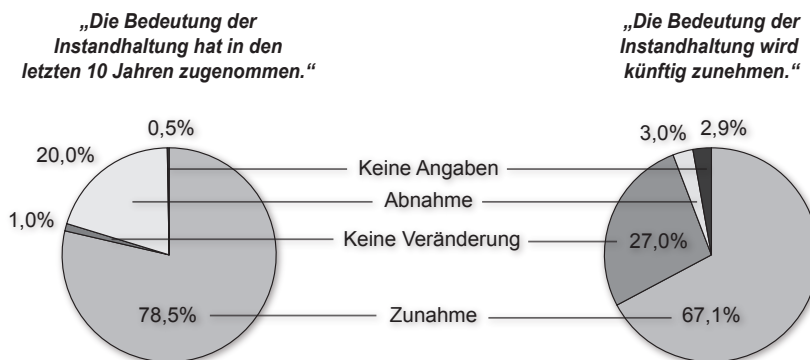 „Die Bedeutung der
Instandhaltung hat in den
letzten 10 Jahren zugenommen.“
„Die Bedeutung der
Instandhaltung wird
künftig zunehmen.“
0,5%
20,0%
1,0%
78,5%
Keine Angaben
Abnahme
Keine Veränderung
Zunahme
3,0%
2,9%
27,0%
67,1%